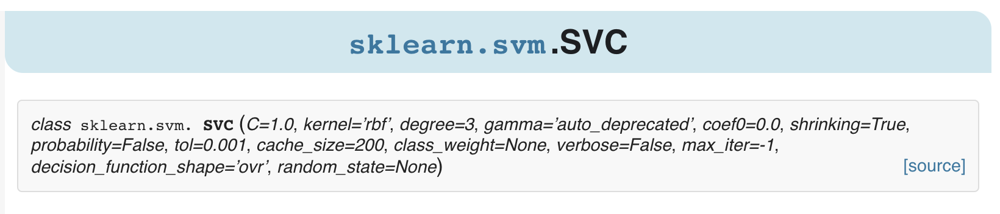 sklearn.svm.SVC
class sklearn.svm. SVC (C=1.0, kernel=’rbf’, degree=3, gamma=’auto_deprecated’, coef0=0.0, shrinking=True,
probability=False, tol=0.001, cache_size=200, class_weight=None, verbose=False, max_iter=-1,
decision_function_shape=’ovr’, random_state=None) [source]